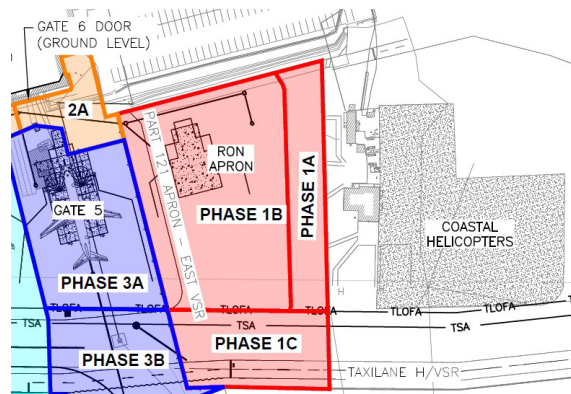 GATE 6 DOOR
(GROUND LEVEL)
2A
PART 121 APRON - EAST VSR
RON
APRON
PHASE 1A
GATE 5
PHASE 1B
COASTAL
HELICOPTERS
PHASE 3A
H
TLOFA
TLOFA
TLOFA
TLOFA
TLOFA
TSA
TSA
TSA
PHASE 3B
PHASE 1C
TAXILANE H/VSR